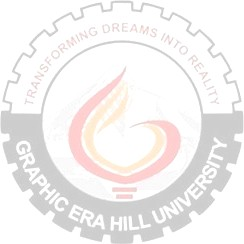 TRANSFORMING DREAMS INTO REALITY
GRAPHIC ERA HILL UNIVERSITY